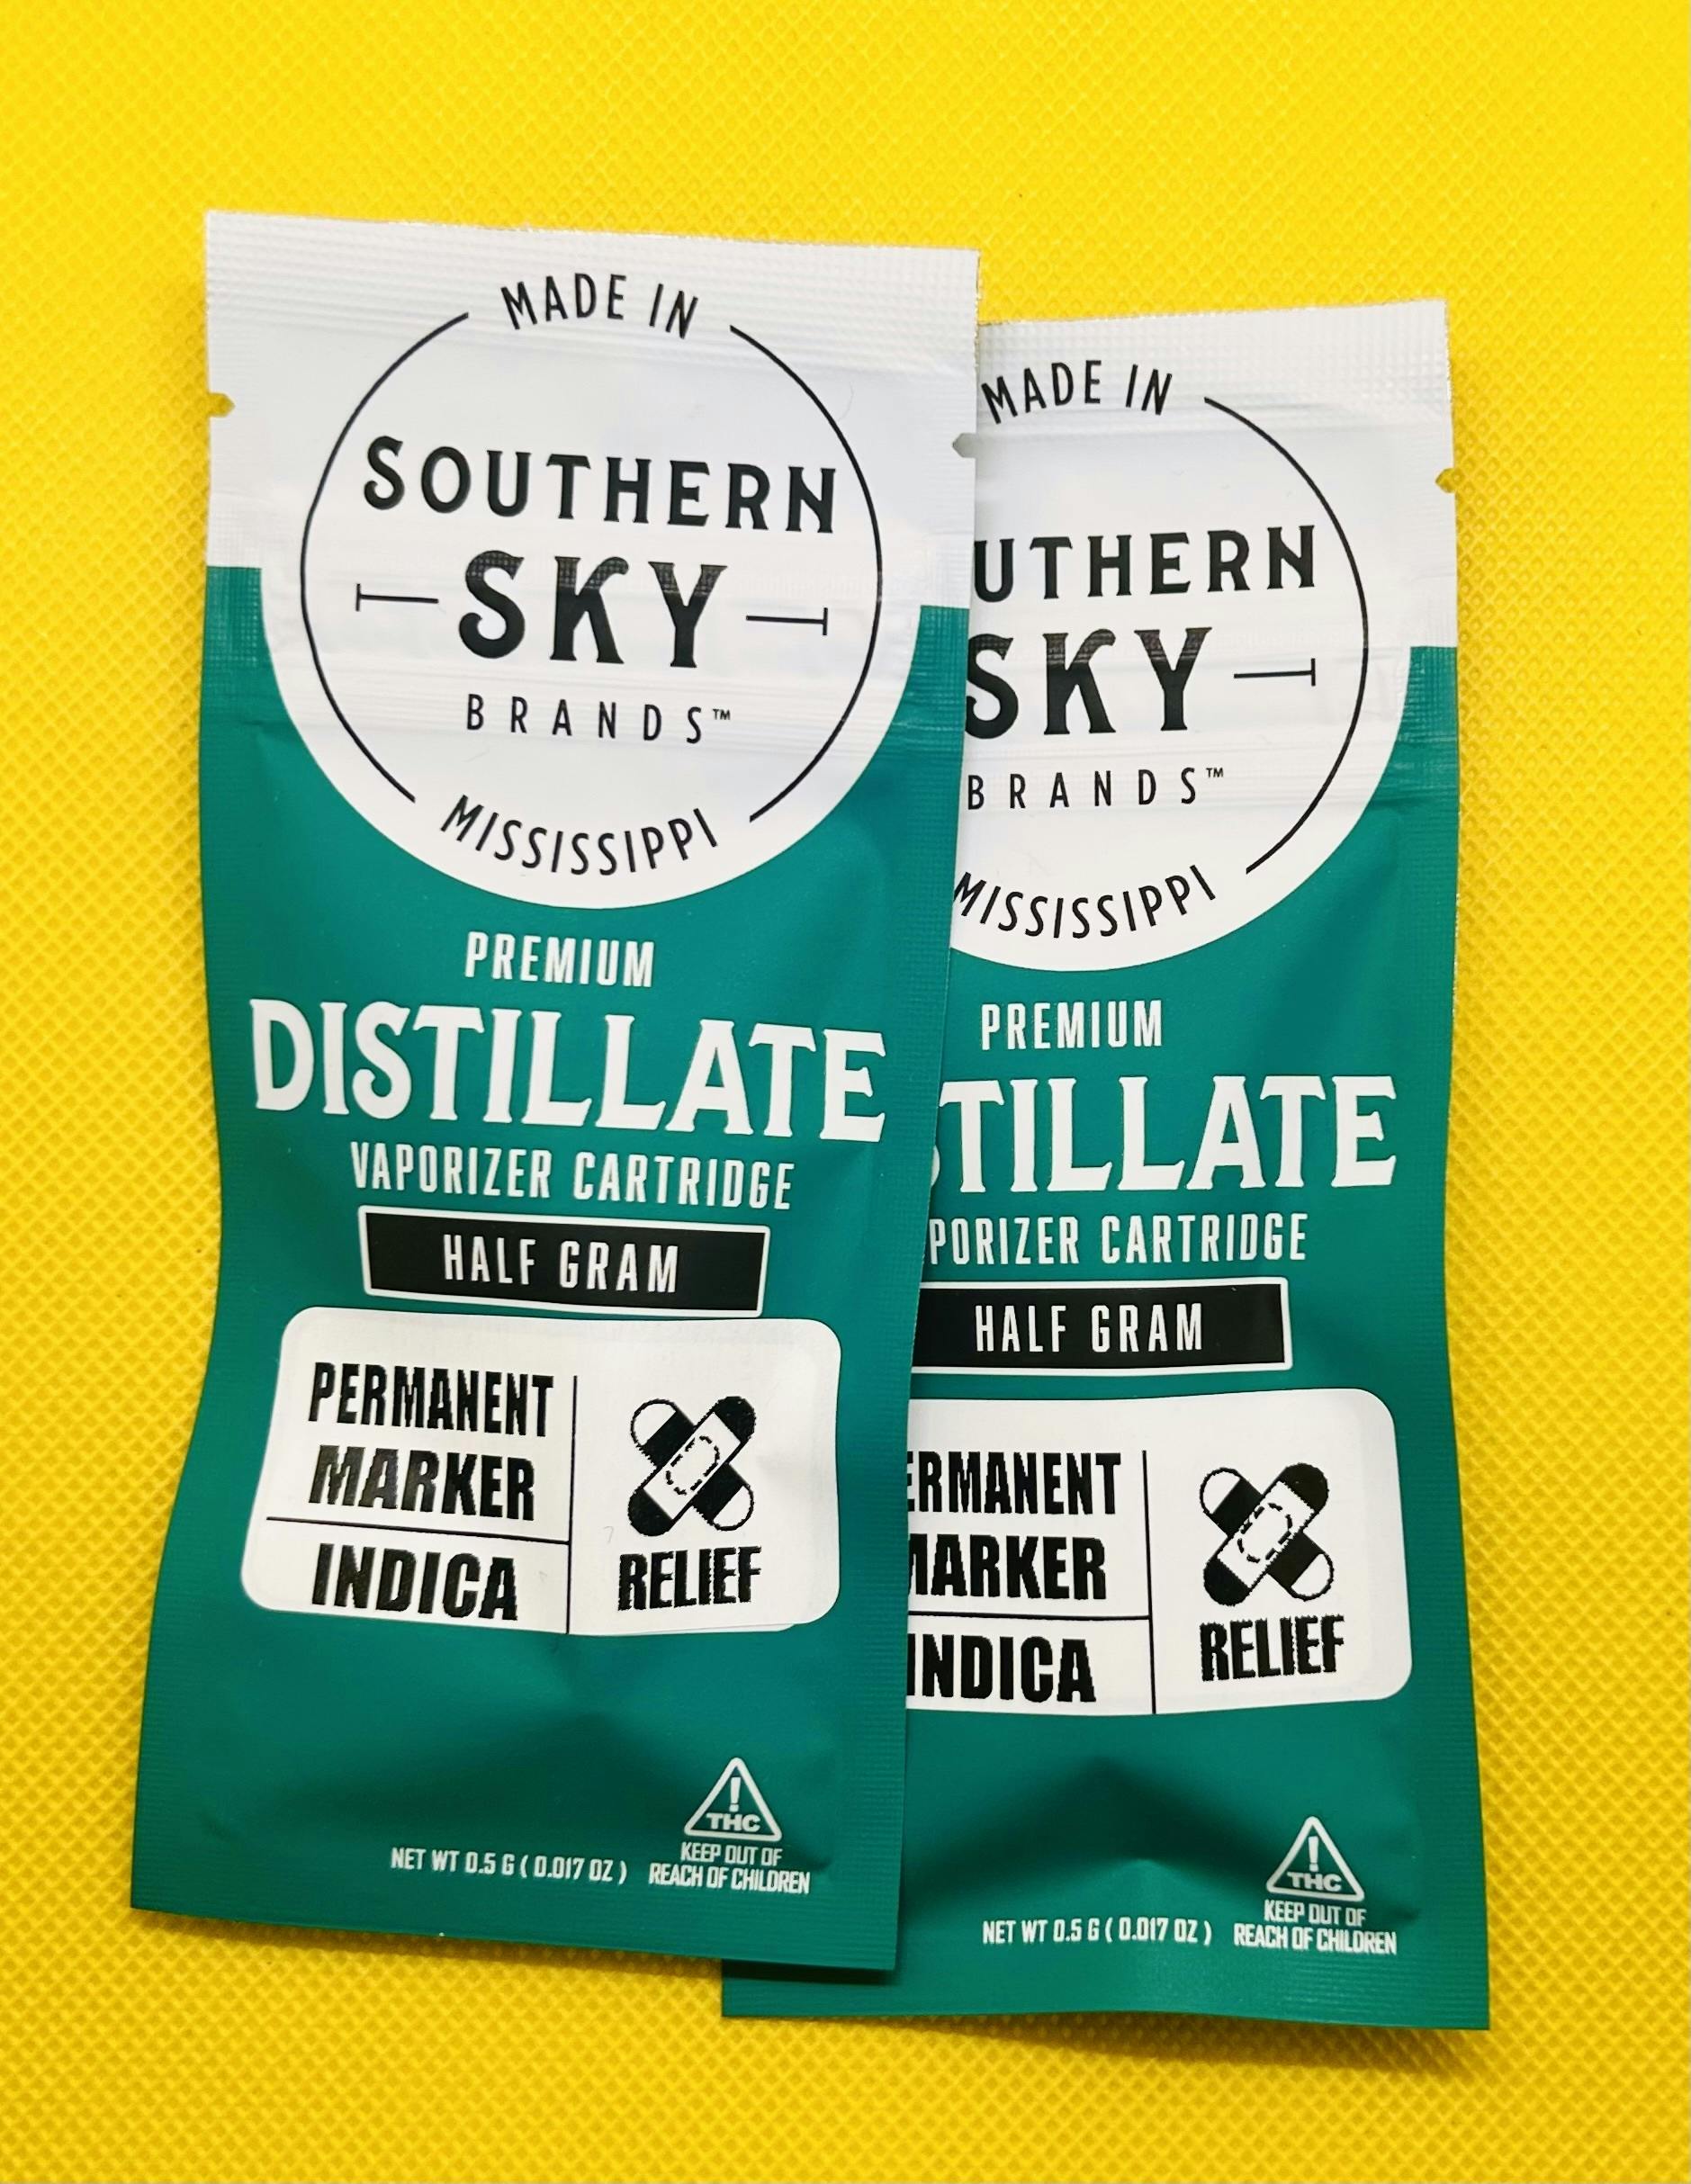 MADE IN
SOUTHERN
SKY
BRANDS™
MISSISSIPPI
PREMIUM
DISTILLATE
VAPORIZER CARTRIDGE
HALF GRAM
PERMANENT
MARKER
INDICA
RELIEF
THC
NET WT 0.5 G ( 0.017 OZ )
KEEP OUT OF
REACH OF CHILDREN
MADE IN
UTHERN
SKY
BRANDS™
MISSISSIPPI
PREMIUM
STILLATE
PORIZER CARTRIDGE
HALF GRAM
ERMANENT
MARKER
INDICA
RELIEF
THC
NET WT 0.5 G ( 0.017 OZ )
KEEP OUT OF
REACH OF CHILDREN